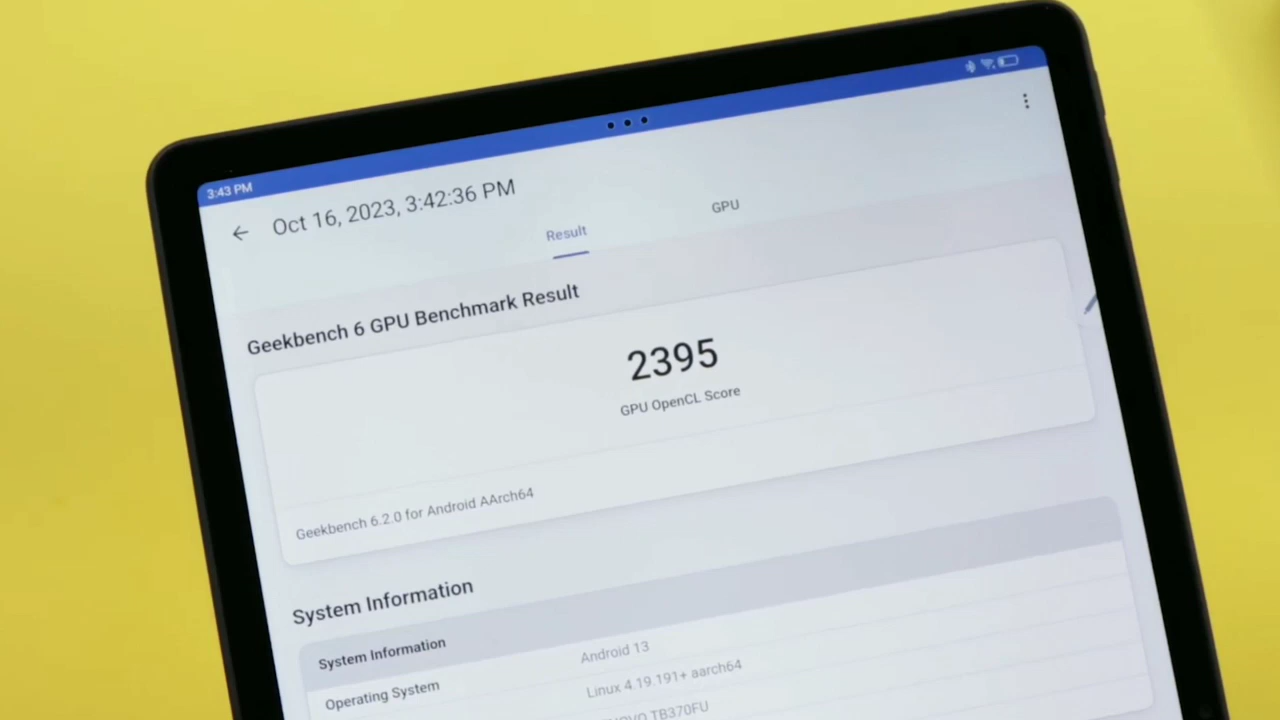 3:43 PM
Oct 16, 2023, 3:42:36 PM
Result
GPU
Geekbench 6 GPU Benchmark Result
2395
GPU OpenCL Score
Geekbench 6.2.0 for Android AArch64
System Information
System Information
Operating System Android 13
Linux 4.19.191+ aarch64
TB370FU